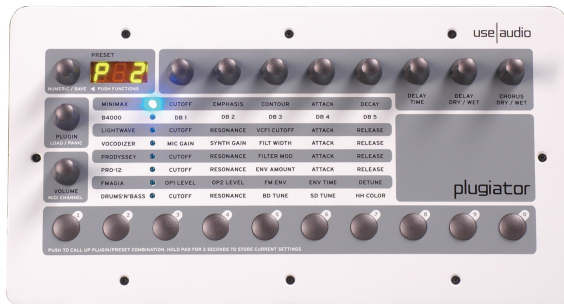 use|audio
PRESET
P 2
NUMERIC / SAVE ◄ PUSH FUNCTIONS
DELAY TIME
DELAY DRY / WET
CHORUS DRY / WET
MINIMAX CUTOFF EMPHASIS CONTOUR ATTACK DECAY
B4000 DB 1 DB 2 DB 3 DB 4 DB 5
PLUGIN
LOAD / PANIC
LIGHTWAVE CUTOFF RESONANCE VCF1 CUTOFF ATTACK RELEASE
VOCODIZER MIC GAIN SYNTH GAIN FILT WIDTH ATTACK RELEASE
PRODYSSEY CUTOFF RESONANCE FILTER MOD ATTACK RELEASE
PRO-12 CUTOFF RESONANCE ENV AMOUNT ATTACK RELEASE
VOLUME
MIDI CHANNEL
FMAGIA OP1 LEVEL OP2 LEVEL FM ENV ENV TIME DETUNE
DRUMS'N'BASS CUTOFF RESONANCE BD TUNE SD TUNE HH COLOR
plugiator
1 2 3 4 5 6 7 8 9 0
PUSH TO CALL UP PLUGIN/PRESET COMBINATION, HOLD PAD FOR 3 SECONDS TO STORE CURRENT SETTINGS